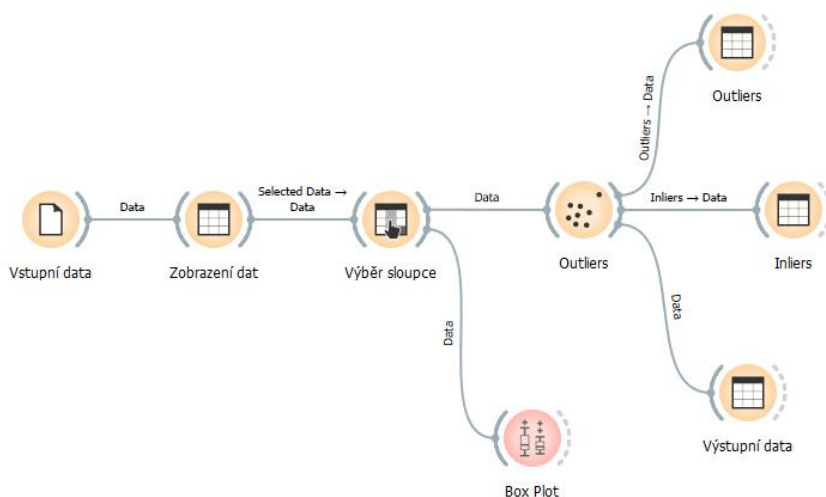 Outliers
Outliers → Data
Data
Selected Data →
Data
Data
Inliers → Data
Vstupní data
Zobrazení dat
Výběr sloupce
Outliers
Inliers
Data
Data
Výstupní data
Box Plot